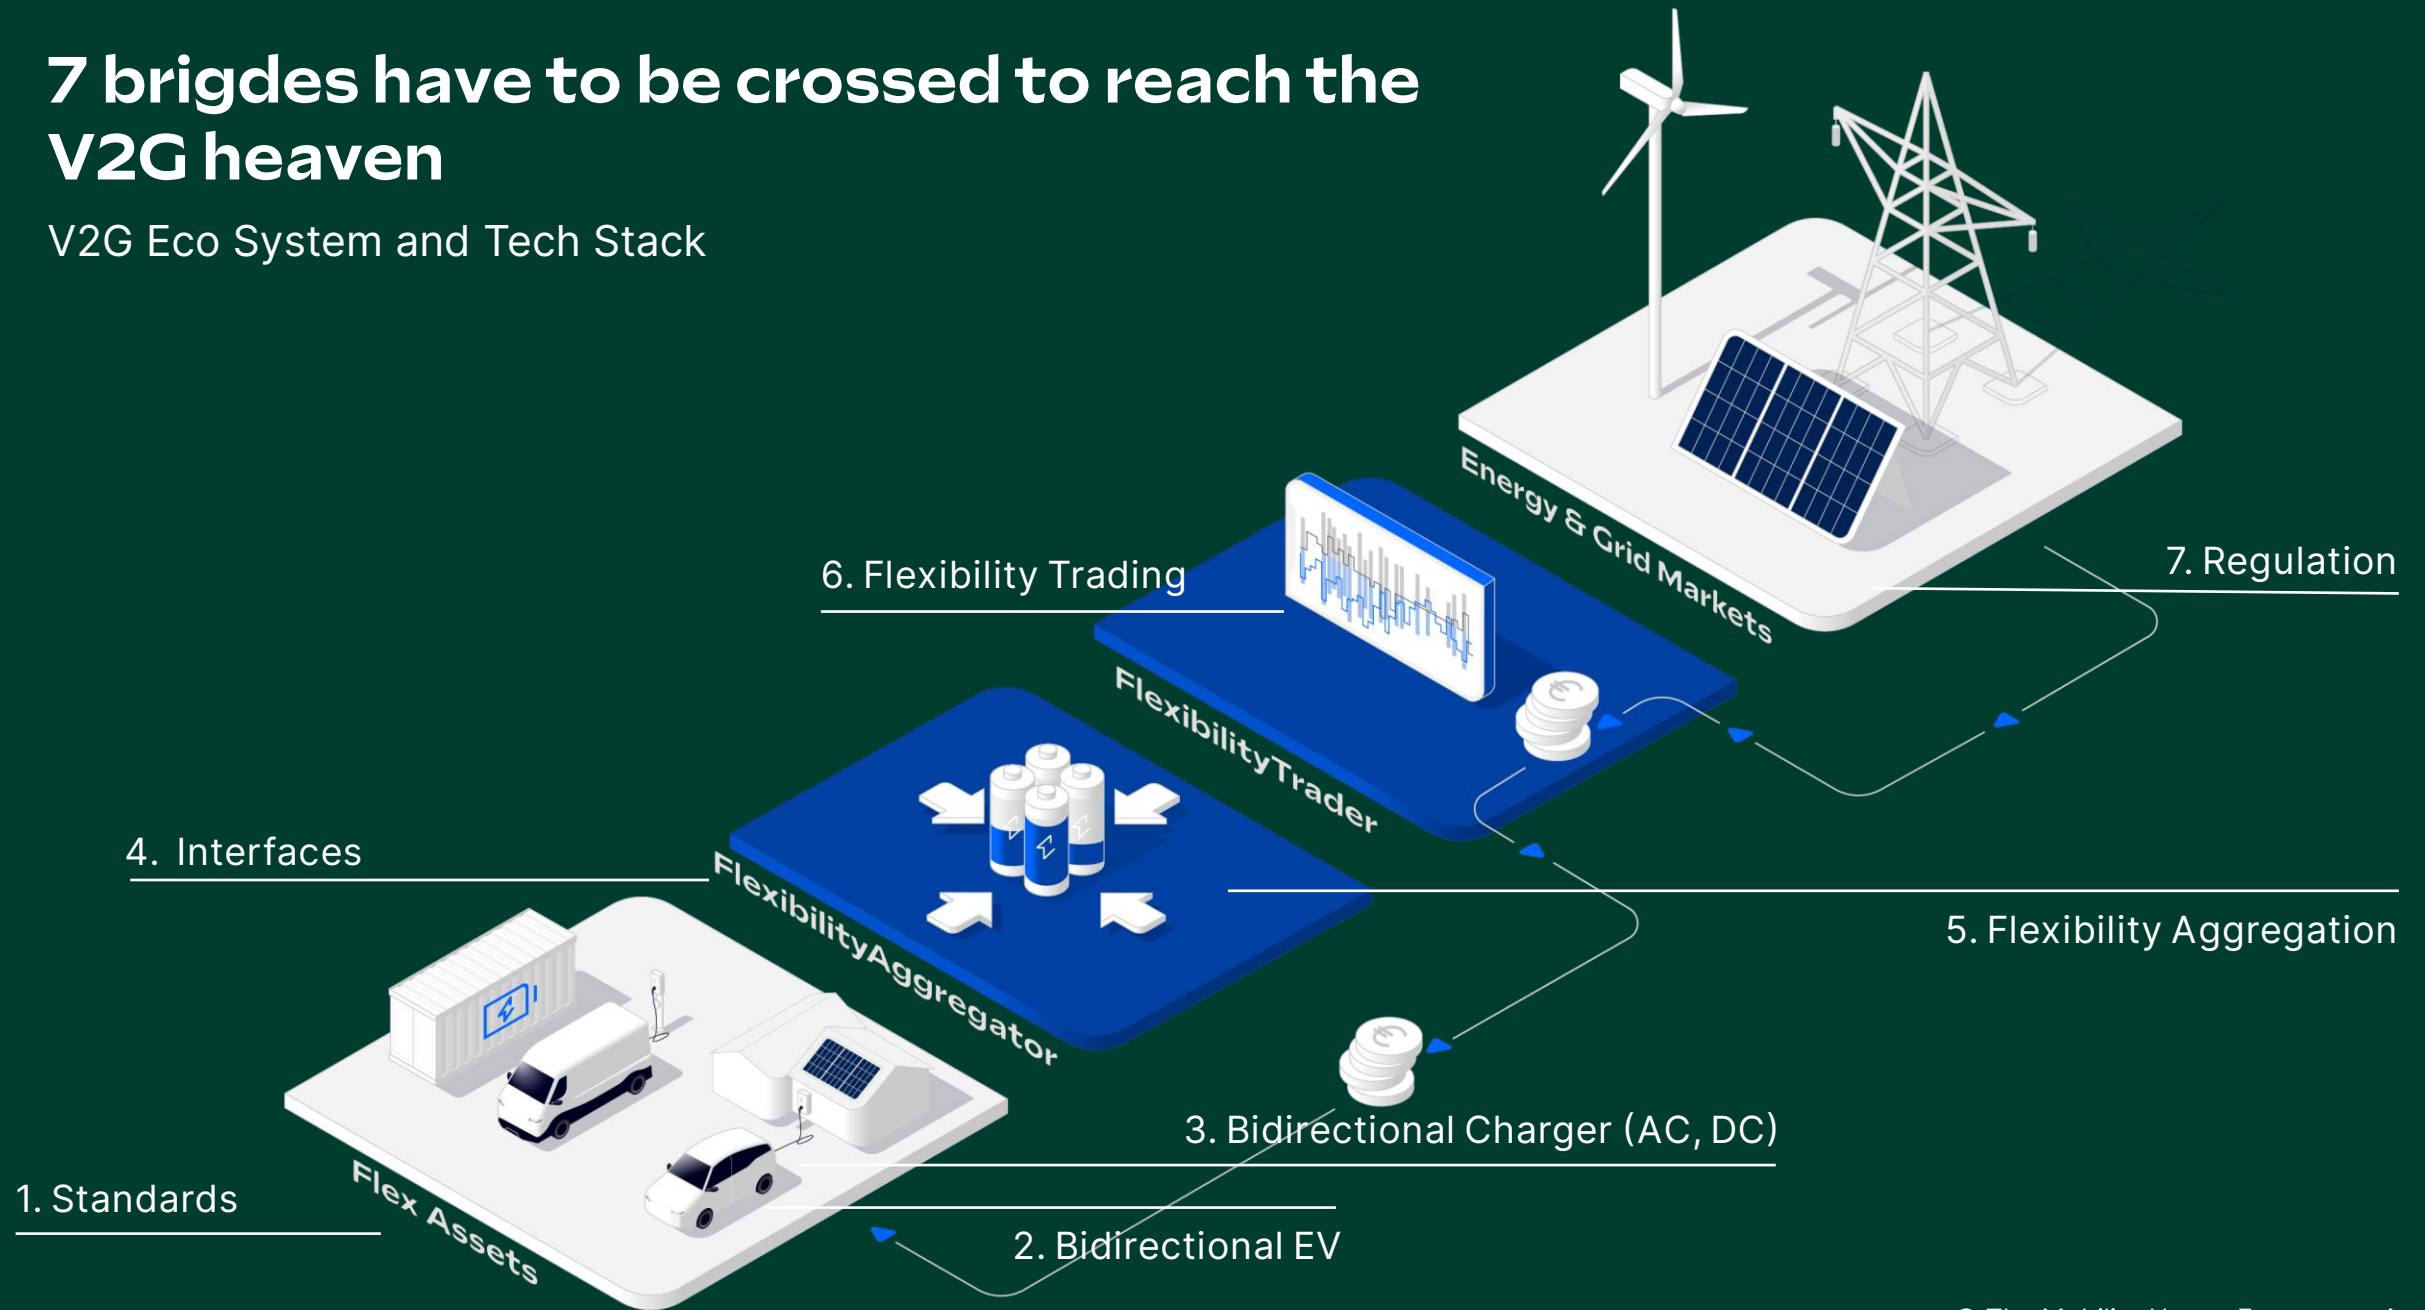 7 brigdes have to be crossed to reach the
V2G heaven
V2G Eco System and Tech Stack
Energy & Grid Markets
7. Regulation
6. Flexibility Trading
FlexibilityTrader
4. Interfaces
FlexibilityAggregator
5. Flexibility Aggregation
3. Bidirectional Charger (AC, DC)
1. Standards
Flex Assets
2. Bidirectional EV